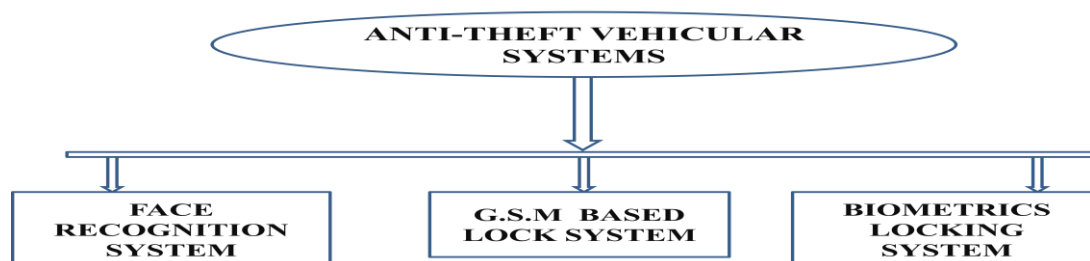 ANTI-THEFT VEHICULAR
SYSTEMS
FACE
RECOGNITION
SYSTEM
G.S.M BASED
LOCK SYSTEM
BIOMETRICS
LOCKING
SYSTEM